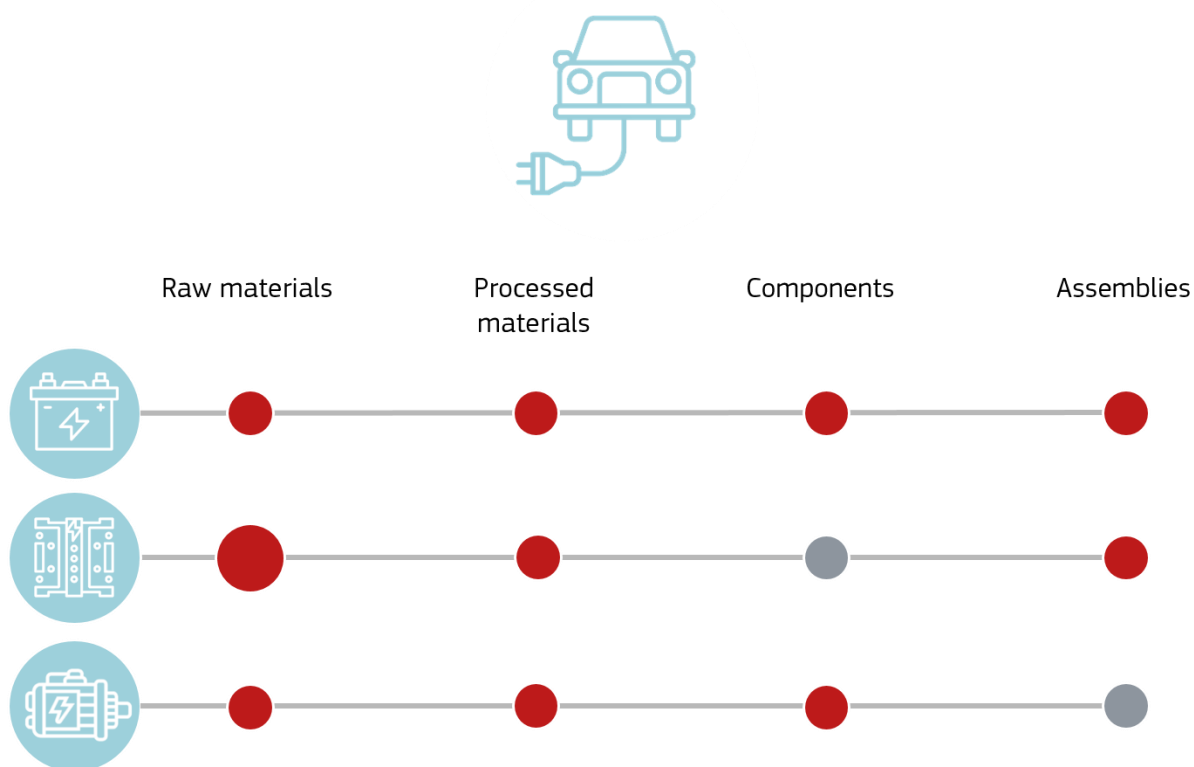 Raw materials
Processed
materials
Components
Assemblies